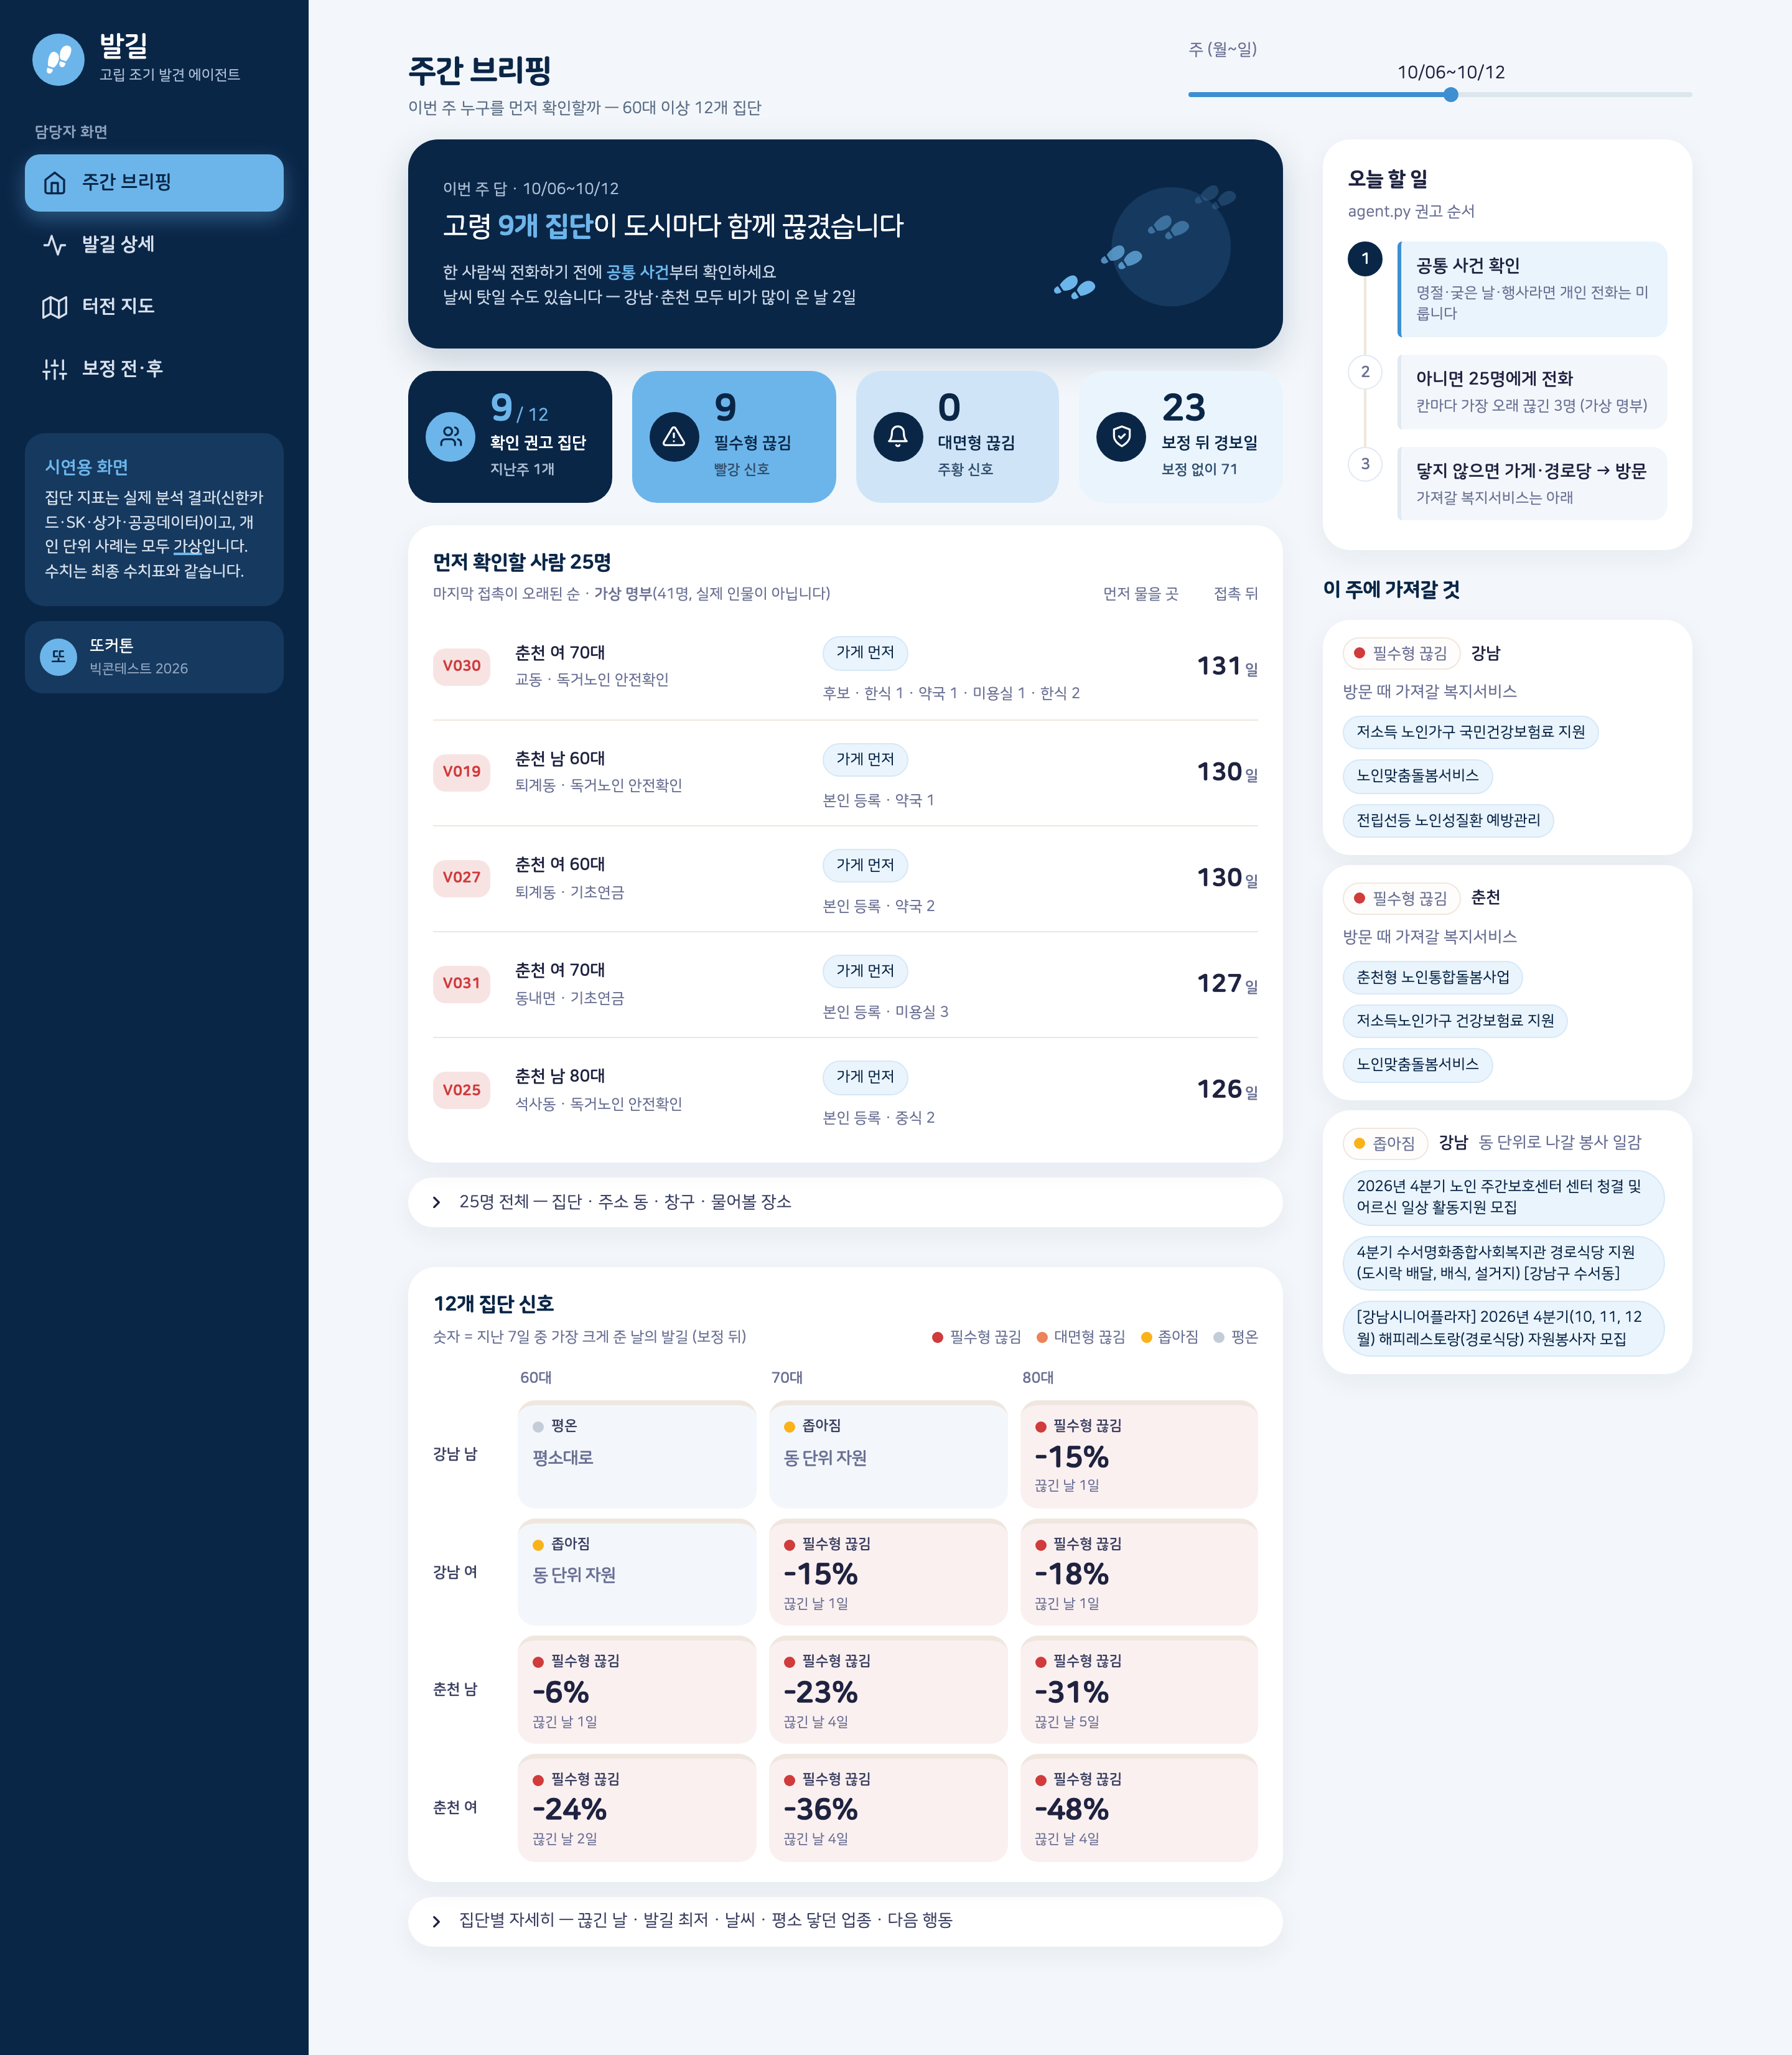 발길
고립 조기 발견 에이전트
담당자 화면
주간 브리핑
발길 상세
터전 지도
보정 전·후
시연용 화면
집단 지표는 실제 분석 결과(신한카
드·SK·상가·공공데이터)이고, 개
인 단위 사례는 모두 가상입니다.
수치는 최종 수치표와 같습니다.
또
또커톤
빅콘테스트 2026
주간 브리핑
이번 주 누구를 먼저 확인할까 — 60대 이상 12개 집단
주 (월~일)
10/06~10/12
이번 주 답 · 10/06~10/12
고령 9개 집단이 도시마다 함께 끊겼습니다
한 사람씩 전화하기 전에 공통 사건부터 확인하세요
날씨 탓일 수도 있습니다 — 강남·춘천 모두 비가 많이 온 날 2일
9 / 12
확인 권고 집단
지난주 1개
9
필수형 끊김
빨강 신호
0
대면형 끊김
주황 신호
23
보정 뒤 경보일
보정 없이 71
먼저 확인할 사람 25명
마지막 접촉이 오래된 순 · 가상 명부(41명, 실제 인물이 아닙니다)
먼저 물을 곳
접촉 뒤
V030
춘천 여 70대
교동 · 독거노인 안전확인
가게 먼저
후보 · 한식 1 · 약국 1 · 미용실 1 · 한식 2
131일
V019
춘천 남 60대
퇴계동 · 독거노인 안전확인
가게 먼저
본인 등록 · 약국 1
130일
V027
춘천 여 60대
퇴계동 · 기초연금
가게 먼저
본인 등록 · 약국 2
130일
V031
춘천 여 70대
동내면 · 기초연금
가게 먼저
본인 등록 · 미용실 3
127일
V025
춘천 남 80대
석사동 · 독거노인 안전확인
가게 먼저
본인 등록 · 중식 2
126일
25명 전체 — 집단 · 주소 동 · 창구 · 물어볼 장소
12개 집단 신호
숫자 = 지난 7일 중 가장 크게 준 날의 발길 (보정 뒤)
필수형 끊김
대면형 끊김
좁아짐
평온
60대
70대
80대
강남 남
평온
평소대로
좁아짐
동 단위 자원
필수형 끊김
-15%
끊긴 날 1일
강남 여
좁아짐
동 단위 자원
필수형 끊김
-15%
끊긴 날 1일
필수형 끊김
-18%
끊긴 날 1일
춘천 남
필수형 끊김
-6%
끊긴 날 1일
필수형 끊김
-23%
끊긴 날 4일
필수형 끊김
-31%
끊긴 날 5일
춘천 여
필수형 끊김
-24%
끊긴 날 2일
필수형 끊김
-36%
끊긴 날 4일
필수형 끊김
-48%
끊긴 날 4일
집단별 자세히 — 끊긴 날 · 발길 최저 · 날씨 · 평소 닿던 업종 · 다음 행동
오늘 할 일
agent.py 권고 순서
1
공통 사건 확인
명절·궂은 날·행사라면 개인 전화는 미
룹니다
2
아니면 25명에게 전화
칸마다 가장 오래 끊긴 3명 (가상 명부)
3
닿지 않으면 가게·경로당 → 방문
가져갈 복지서비스는 아래
이 주에 가져갈 것
필수형 끊김 강남
방문 때 가져갈 복지서비스
저소득 노인가구 국민건강보험료 지원
노인맞춤돌봄서비스
전립선등 노인성질환 예방관리
필수형 끊김 춘천
방문 때 가져갈 복지서비스
춘천형 노인통합돌봄사업
저소득노인가구 건강보험료 지원
노인맞춤돌봄서비스
좁아짐 강남 동 단위로 나갈 봉사 일감
2026년 4분기 노인 주간보호센터 센터 청결 및
어르신 일상 활동지원 모집
4분기 수서명화종합사회복지관 경로식당 지원
(도시락 배달, 배식, 설거지) [강남구 수서동]
[강남시니어플라자] 2026년 4분기(10, 11, 12
월) 해피레스토랑(경로식당) 자원봉사자 모집